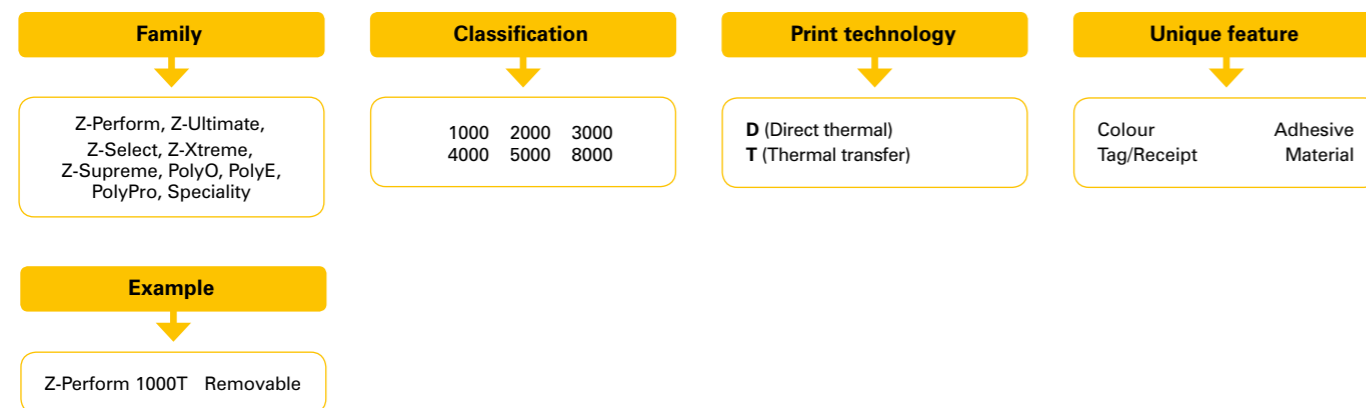 Family
Z-Perform, Z-Ultimate,
Z-Select, Z-Xtreme,
Z-Supreme, PolyO, PolyE,
PolyPro, Speciality
Classification
1000 2000 3000
4000 5000 8000
Print technology
D (Direct thermal)
T (Thermal transfer)
Unique feature
Colour Adhesive
Tag/Receipt Material
Example
Z-Perform 1000T Removable